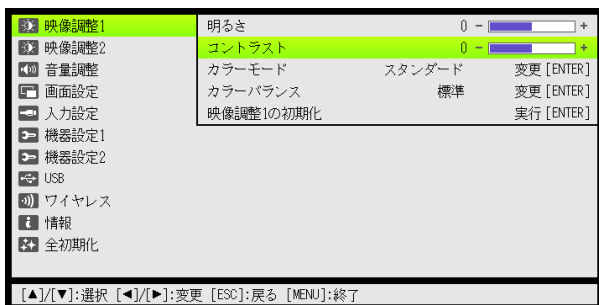 映像調整1
映像調整2
音量調整
画面設定
入力設定
機器設定1
機器設定2
USB
ワイヤレス
情報
全初期化
明るさ 0 - +
コントラスト 0 - +
カラーモード スタンダード 変更 [ENTER]
カラーバランス 標準 変更 [ENTER]
映像調整1の初期化 実行 [ENTER]
[▲]/[▼]:選択 [◄]/[►]:変更 [ESC]:戻る [MENU]:終了